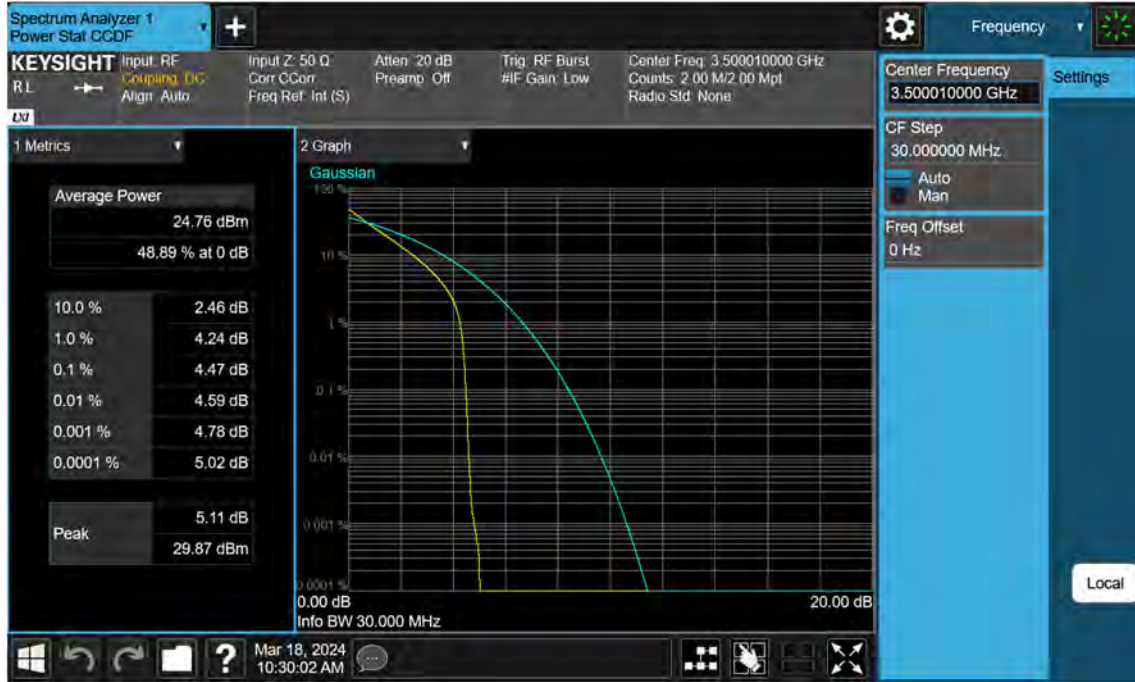 Spectrum Analyzer 1
Power Stat CCDF
Frequency
KEYSIGHT
RL
LXI
Input: RF
Coupling: DC
Align: Auto
Input Z: 50 Ω
Corr CCorr
Freq Ref: Int (S)
Atten: 20 dB
Preamp: Off
Trig: RF Burst
#IF Gain: Low
Center Freq: 3.500010000 GHz
Counts: 2.00 M/2.00 Mpt
Radio Std: None
Center Frequency
3.500010000 GHz
Settings
CF Step
30.000000 MHz
Auto
Man
Freq Offset
0 Hz
Local
1 Metrics
Average Power
24.76 dBm
48.89 % at 0 dB
10.0 % 2.46 dB
1.0 % 4.24 dB
0.1 % 4.47 dB
0.01 % 4.59 dB
0.001 % 4.78 dB
0.0001 % 5.02 dB
Peak
5.11 dB
29.87 dBm
2 Graph
Gaussian
100 %
10 %
1 %
0.1 %
0.01 %
0.001 %
0.0001 %
0.00 dB 20.00 dB
Info BW 30.000 MHz
?
Mar 18, 2024
10:30:02 AM